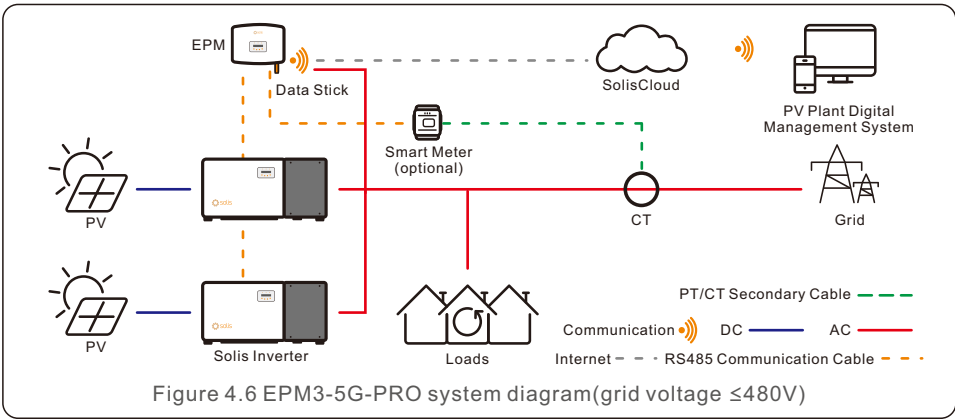 EPM
Data Stick
SolisCloud
PV Plant Digital
Management System
Smart Meter
(optional)
PV
solis
CT
Grid
PV
solis
Solis Inverter
Loads
PT/CT Secondary Cable
Communication
DC
AC
Internet
RS485 Communication Cable
Figure 4.6 EPM3-5G-PRO system diagram(grid voltage ≤480V)